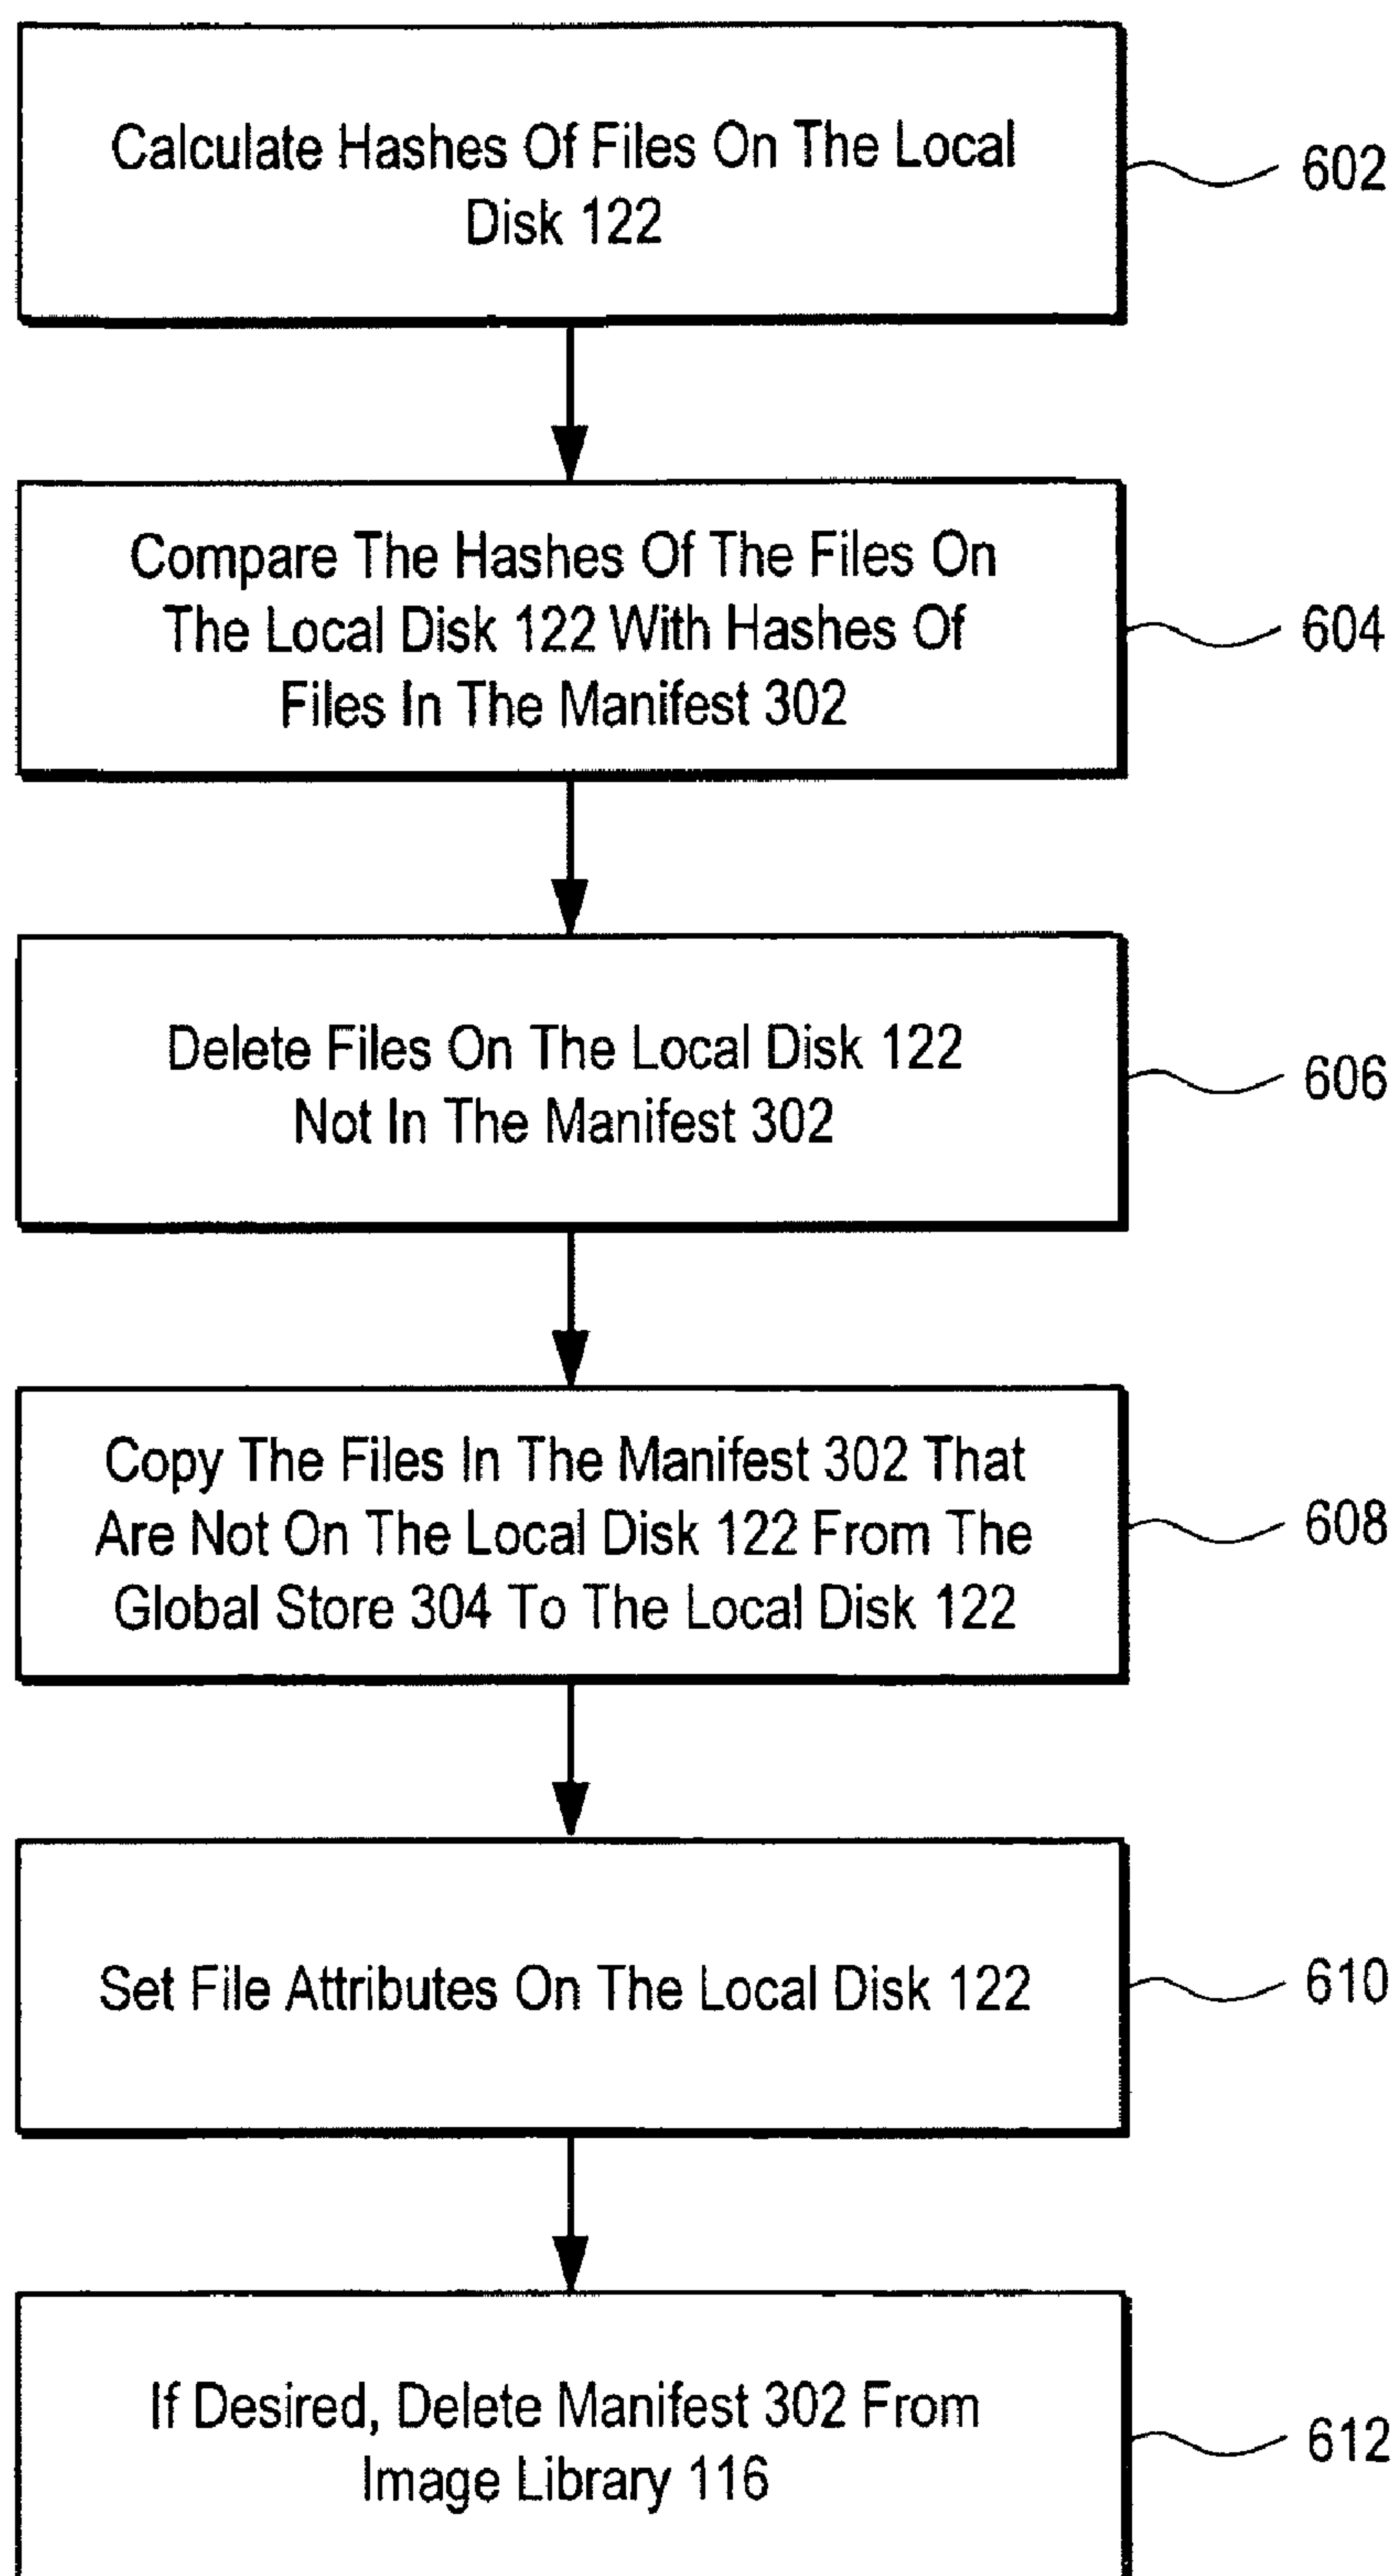 Calculate Hashes Of Files On The Local
Disk 122
602
Compare The Hashes Of The Files On
The Local Disk 122 With Hashes Of
Files In The Manifest 302
604
Delete Files On The Local Disk 122
Not In The Manifest 302
606
Copy The Files In The Manifest 302 That
Are Not On The Local Disk 122 From The
Global Store 304 To The Local Disk 122
608
Set File Attributes On The Local Disk 122
610
If Desired, Delete Manifest 302 From
Image Library 116
612